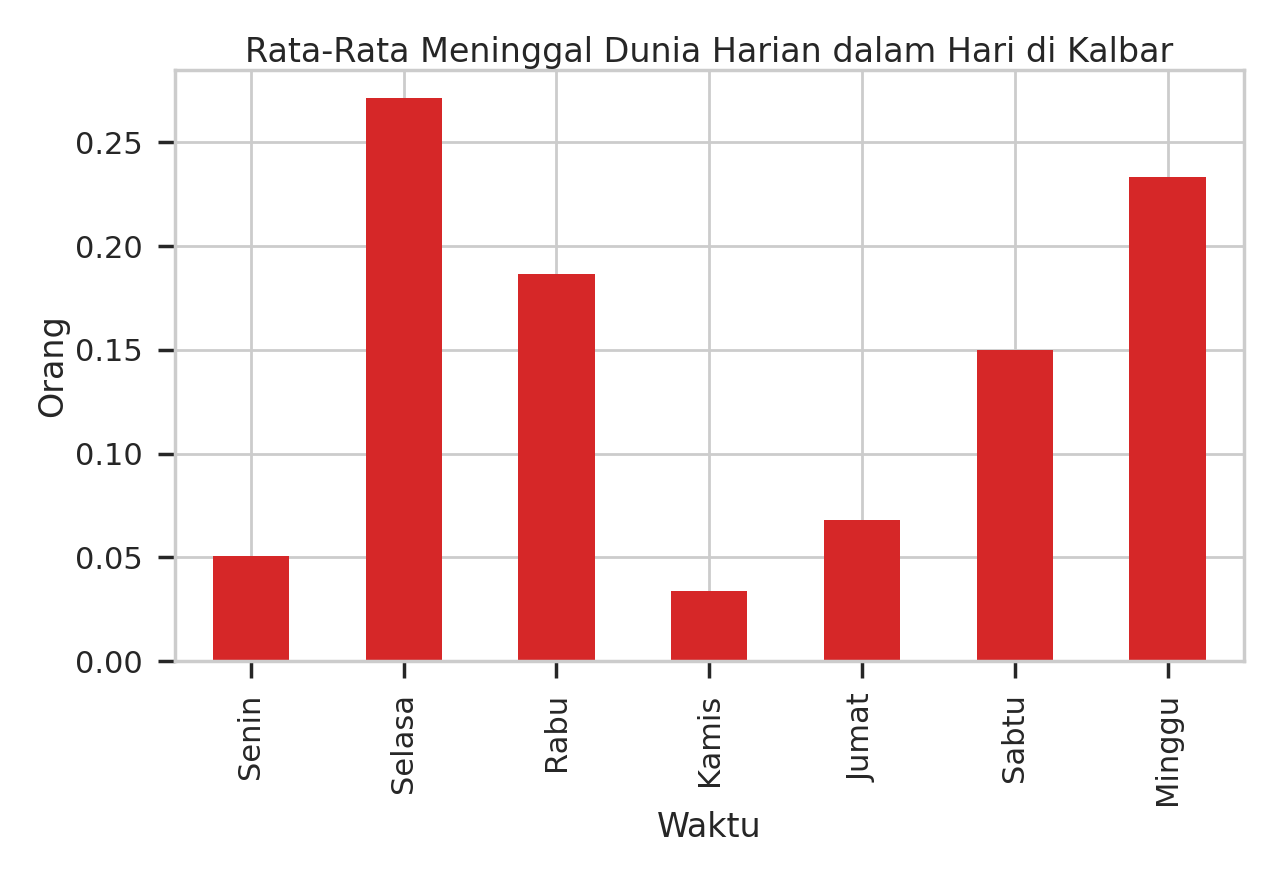 Rata-Rata Meninggal Dunia Harian dalam Hari di Kalbar
Orang
0.25
0.20
0.15
0.10
0.05
0.00
Senin
Selasa
Rabu
Kamis
Jumat
Sabtu
Minggu
Waktu